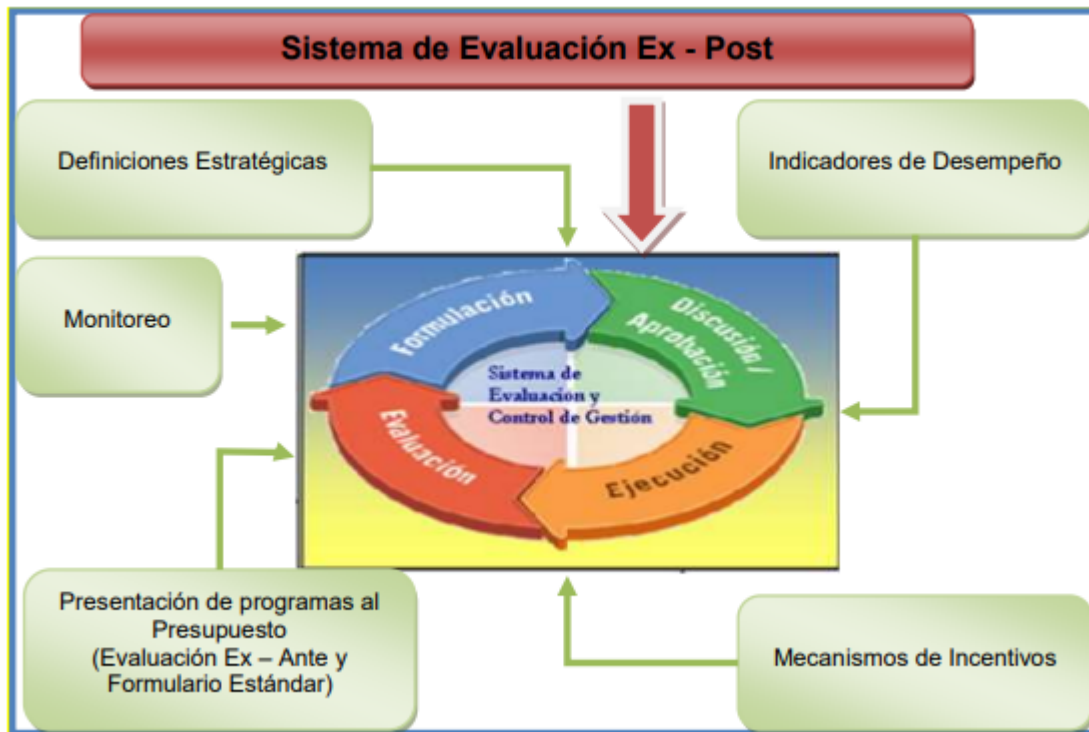 Sistema de Evaluación Ex - Post
Definiciones Estratégicas
Indicadores de Desempeño
Monitoreo
Formulación
Discusión /
Aprobación
Sistema de
Evaluación y
Control de Gestión
Evaluación
Ejecución
Presentación de programas al
Presupuesto
(Evaluación Ex – Ante y
Formulario Estándar)
Mecanismos de Incentivos